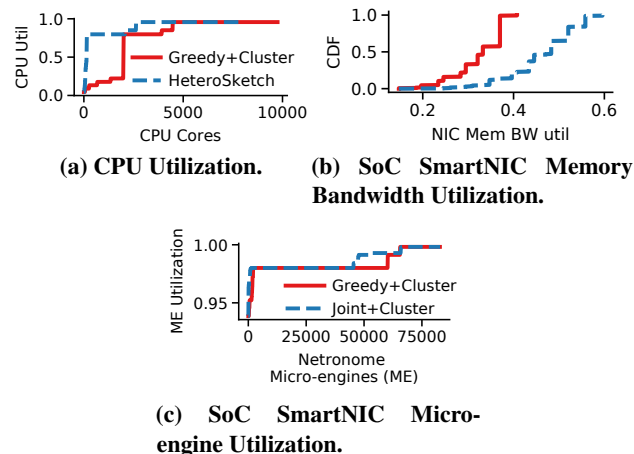 1.0
0.5
0.0
CPU Util
Greedy+Cluster
HeteroSketch
0 5000 10000
CPU Cores
(a) CPU Utilization.
1.0
0.5
0.0
CDF
0.2 0.4 0.6
NIC Mem BW util
(b) SoC SmartNIC Memory
Bandwidth Utilization.
1.00
0.95
ME Utilization
Greedy+Cluster
Joint+Cluster
0 25000 50000 75000
Netronome
Micro-engines (ME)
(c) SoC SmartNIC Micro-
engine Utilization.